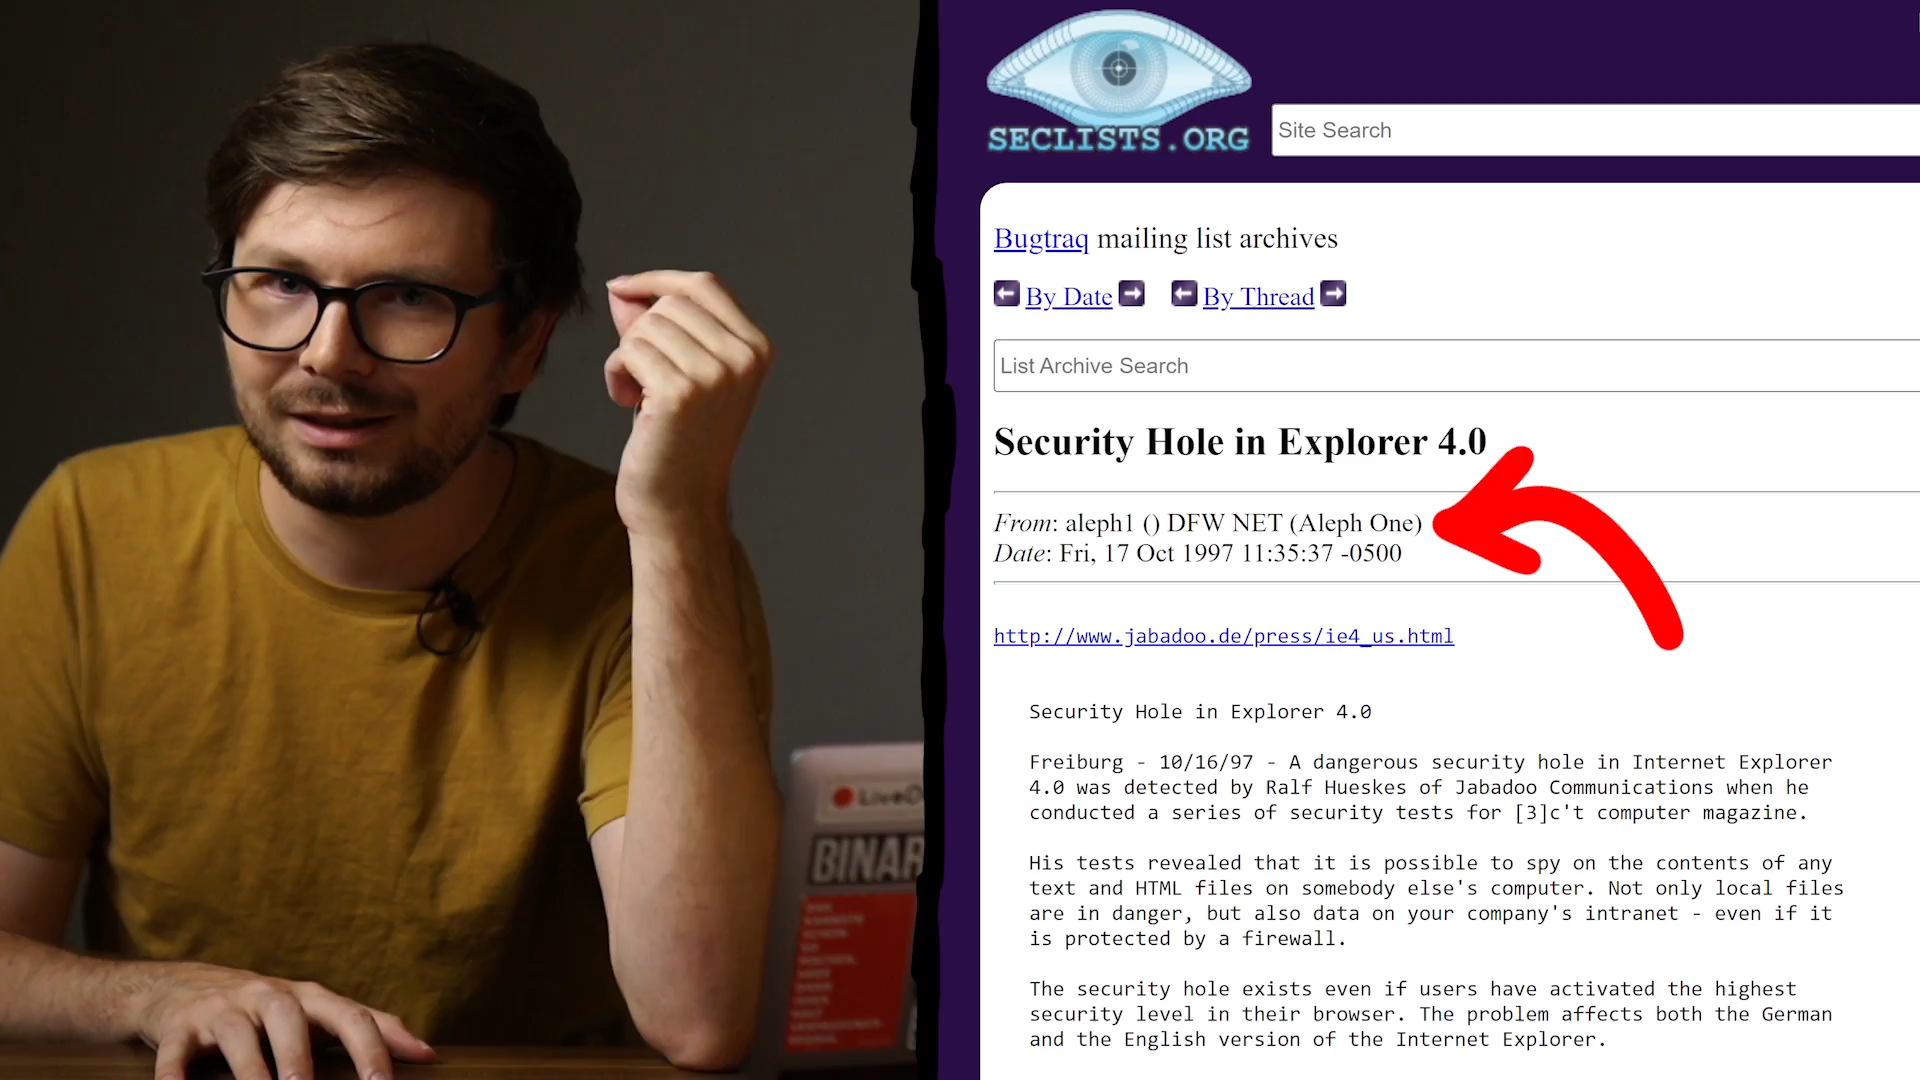 SECLISTS.ORG
Site Search
Bugtraq mailing list archives
By Date By Thread
List Archive Search
Security Hole in Explorer 4.0
From: aleph1 () DFW NET (Aleph One)
Date: Fri, 17 Oct 1997 11:35:37 -0500
http://www.jabadoo.de/press/ie4_us.html
Security Hole in Explorer 4.0
Freiburg - 10/16/97 - A dangerous security hole in Internet Explorer
4.0 was detected by Ralf Hueskes of Jabadoo Communications when he
conducted a series of security tests for [3]c't computer magazine.
His tests revealed that it is possible to spy on the contents of any
text and HTML files on somebody else's computer. Not only local files
are in danger, but also data on your company's intranet - even if it
is protected by a firewall.
The security hole exists even if users have activated the highest
security level in their browser. The problem affects both the German
and the English version of the Internet Explorer.
LiveO
BINAR